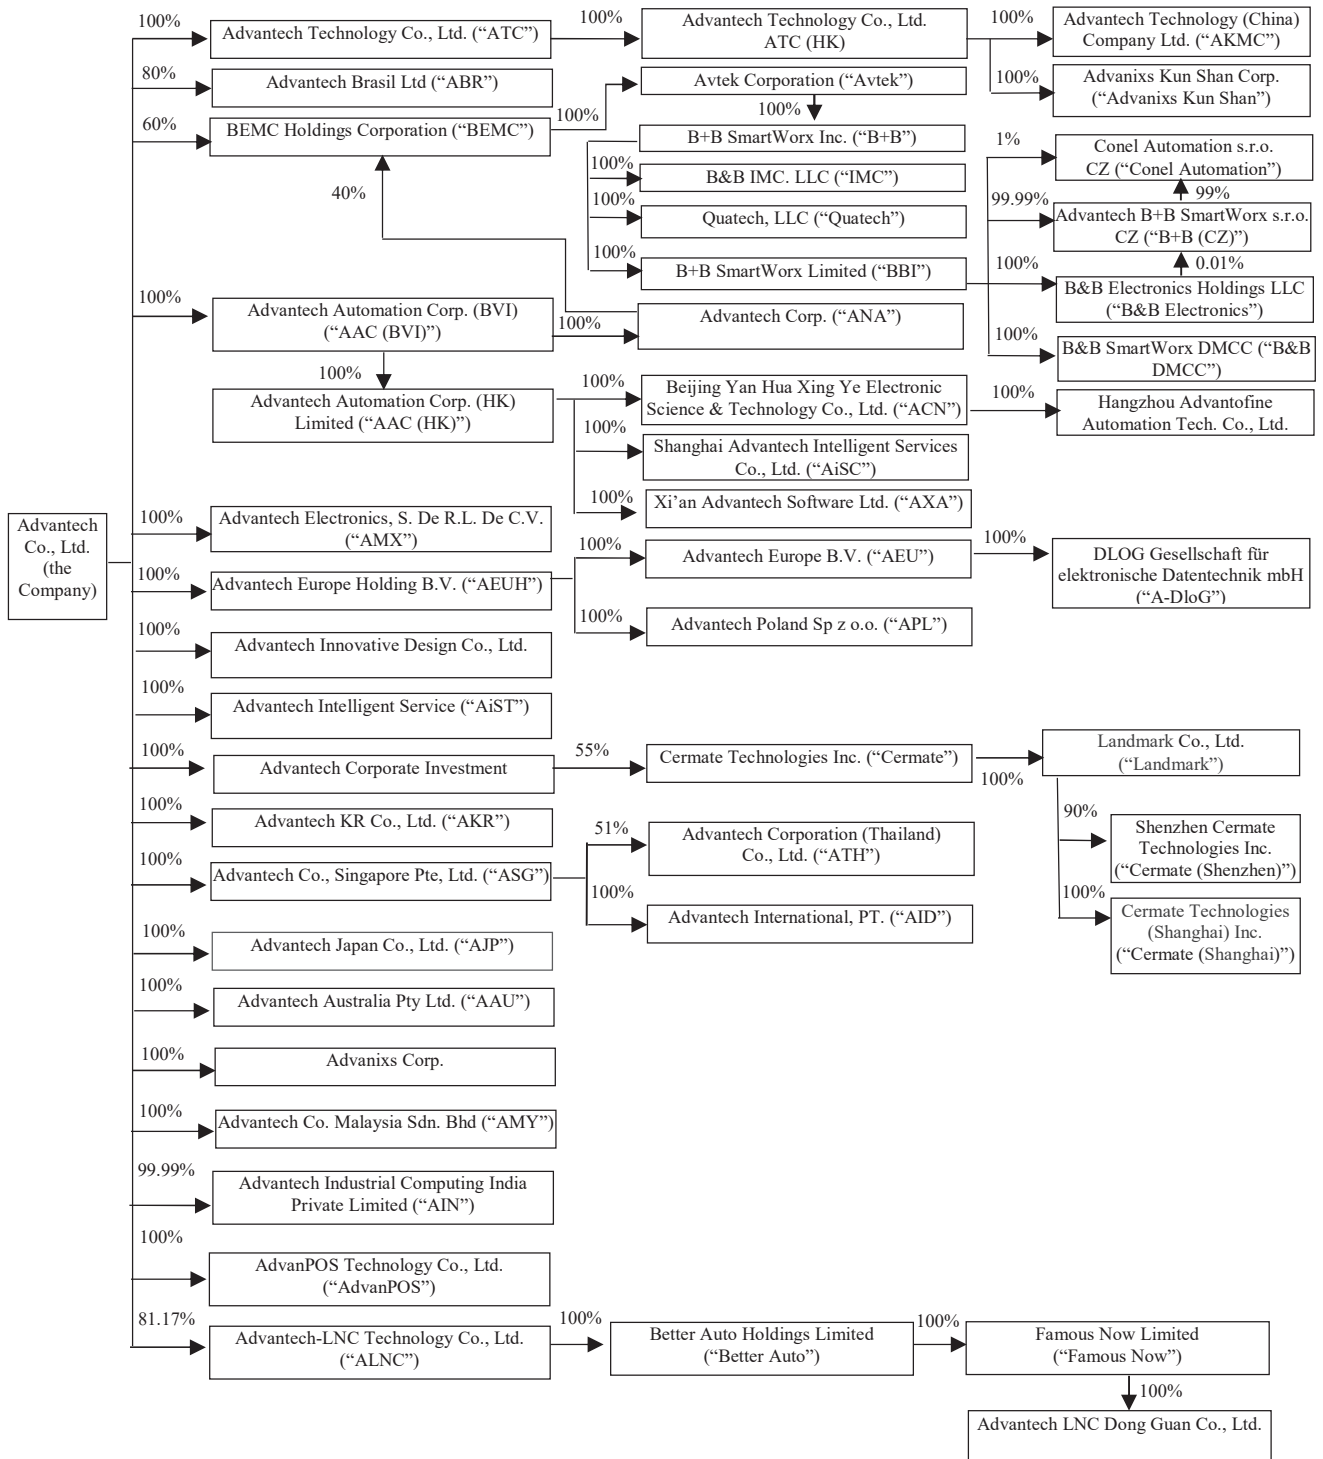 100%
Advantech Technology Co., Ltd. (“ATC”)
100%
Advantech Technology Co., Ltd.
ATC (HK)
100%
Advantech Technology (China)
Company Ltd. (“AKMC”)
100%
Advanixs Kun Shan Corp.
(“Advanixs Kun Shan”)
80%
Advantech Brasil Ltd (“ABR”)
60%
BEMC Holdings Corporation (“BEMC”)
100%
Avtek Corporation (“Avtek”)
100%
B+B SmartWorx Inc. (“B+B”)
100%
B&B IMC. LLC (“IMC”)
100%
Quatech, LLC (“Quatech”)
100%
B+B SmartWorx Limited (“BBI”)
1%
Conel Automation s.r.o.
CZ (“Conel Automation”)
99%
99.99%
Advantech B+B SmartWorx s.r.o.
CZ (“B+B (CZ)”)
0.01%
100%
B&B Electronics Holdings LLC
(“B&B Electronics”)
100%
B&B SmartWorx DMCC (“B&B
DMCC”)
40%
100%
Advantech Automation Corp. (BVI)
(“AAC (BVI)”)
100%
Advantech Corp. (“ANA”)
100%
Advantech Automation Corp. (HK)
Limited (“AAC (HK)”)
100%
Beijing Yan Hua Xing Ye Electronic
Science & Technology Co., Ltd. (“ACN”)
100%
Hangzhou Advantofine
Automation Tech. Co., Ltd.
100%
Shanghai Advantech Intelligent Services
Co., Ltd. (“AiSC”)
100%
Xi’an Advantech Software Ltd. (“AXA”)
Advantech
Co., Ltd.
(the
Company)
100%
Advantech Electronics, S. De R.L. De C.V.
(“AMX”)
100%
Advantech Europe Holding B.V. (“AEUH”)
100%
Advantech Europe B.V. (“AEU”)
100%
DLOG Gesellschaft für
elektronische Datentechnik mbH
(“A-DloG”)
100%
Advantech Poland Sp z o.o. (“APL”)
100%
Advantech Innovative Design Co., Ltd.
100%
Advantech Intelligent Service (“AiST”)
100%
Advantech Corporate Investment
55%
Cermate Technologies Inc. (“Cermate”)
100%
Landmark Co., Ltd.
(“Landmark”)
90%
Shenzhen Cermate
Technologies Inc.
(“Cermate (Shenzhen)”)
100%
Cermate Technologies
(Shanghai) Inc.
(“Cermate (Shanghai)”)
100%
Advantech KR Co., Ltd. (“AKR”)
100%
Advantech Co., Singapore Pte, Ltd. (“ASG”)
51%
Advantech Corporation (Thailand)
Co., Ltd. (“ATH”)
100%
Advantech International, PT. (“AID”)
100%
Advantech Japan Co., Ltd. (“AJP”)
100%
Advantech Australia Pty Ltd. (“AAU”)
100%
Advanixs Corp.
100%
Advantech Co. Malaysia Sdn. Bhd (“AMY”)
99.99%
Advantech Industrial Computing India
Private Limited (“AIN”)
100%
AdvanPOS Technology Co., Ltd.
(“AdvanPOS”)
81.17%
Advantech-LNC Technology Co., Ltd.
(“ALNC”)
100%
Better Auto Holdings Limited
(“Better Auto”)
100%
Famous Now Limited
(“Famous Now”)
100%
Advantech LNC Dong Guan Co., Ltd.